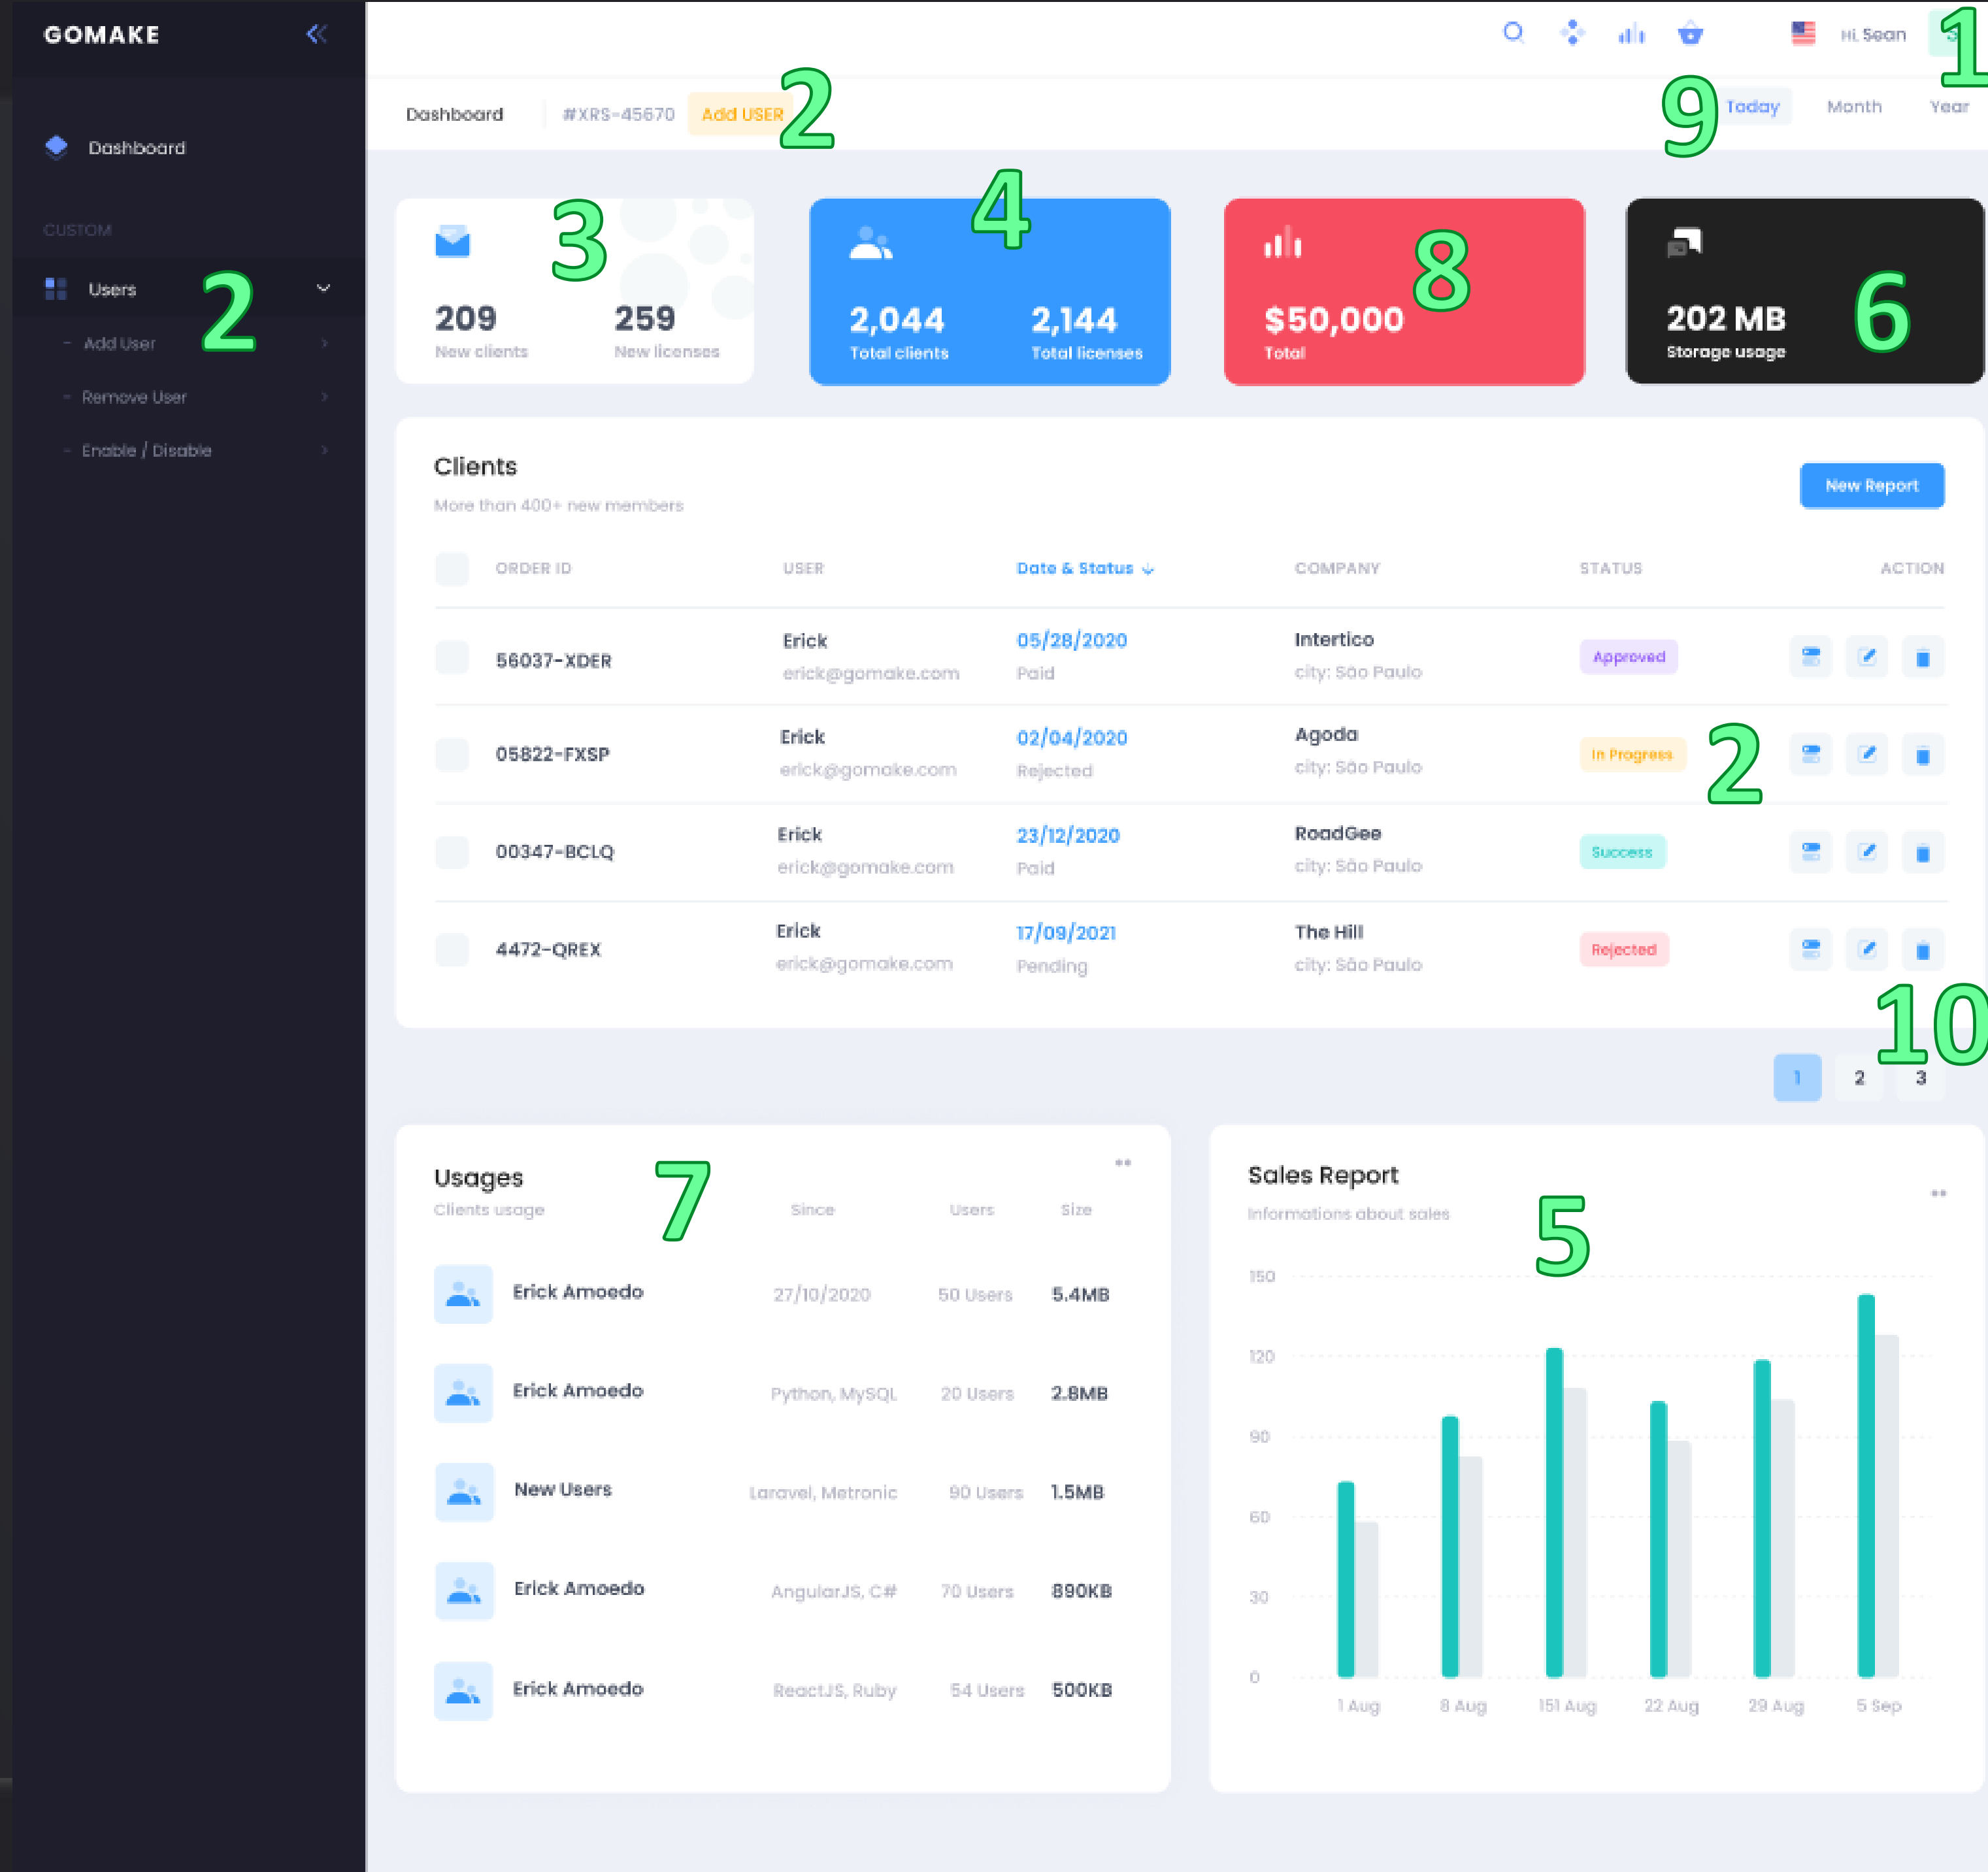 GOMAKE
Hi, Sean
1
Dashboard
#XRS-45670
Add USER
2
9
Today
Month
Year
Dashboard
CUSTOM
Users
2
- Add User
- Remove User
- Enable / Disable
3
209
New clients
259
New licenses
4
2,044
Total clients
2,144
Total licenses
8
$50,000
Total
6
202 MB
Storage usage
Clients
More than 400+ new members
New Report
ORDER ID USER Date & Status COMPANY STATUS ACTION
56037-XDER
Erick
erick@gomake.com
05/28/2020
Paid
Intertico
city: São Paulo
Approved
05822-FXSP
Erick
erick@gomake.com
02/04/2020
Rejected
Agoda
city: São Paulo
In Progress
2
00347-BCLQ
Erick
erick@gomake.com
23/12/2020
Paid
RoadGee
city: São Paulo
Success
4472-QREX
Erick
erick@gomake.com
17/09/2021
Pending
The Hill
city: São Paulo
Rejected
10
1 2 3
Usages
7
Clients usage Since Users Size
Erick Amoedo 27/10/2020 50 Users 5.4MB
Erick Amoedo Python, MySQL 20 Users 2.8MB
New Users Laravel, Metronic 90 Users 1.5MB
Erick Amoedo AngularJS, C# 70 Users 890KB
Erick Amoedo ReactJS, Ruby 54 Users 500KB
Sales Report
Informations about sales
5
150
120
90
60
30
0
1 Aug 8 Aug 151 Aug 22 Aug 29 Aug 5 Sep